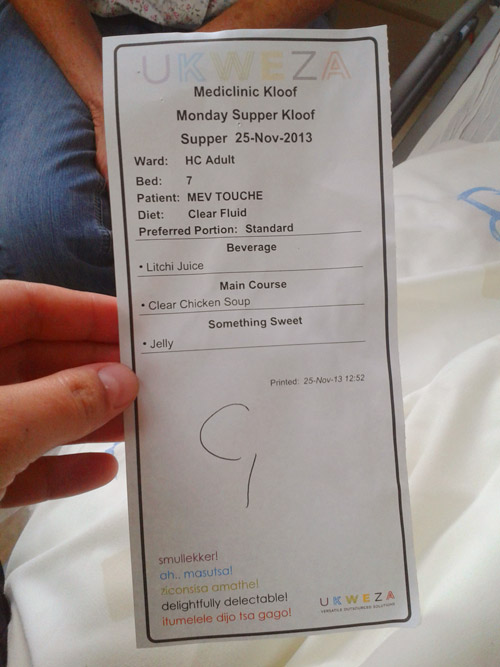 UKWEZA
Mediclinic Kloof
Monday Supper Kloof
Supper 25-Nov-2013
Ward: HC Adult
Bed: 7
Patient: MEV TOUCHE
Diet: Clear Fluid
Preferred Portion: Standard
Beverage
• Litchi Juice
Main Course
• Clear Chicken Soup
Something Sweet
• Jelly
Printed: 25-Nov-13 12:52
smullekker!
ah.. masutsa!
ziconsisa amathe!
delightfully delectable!
itumelele dijo tsa gago!
UKWEZA